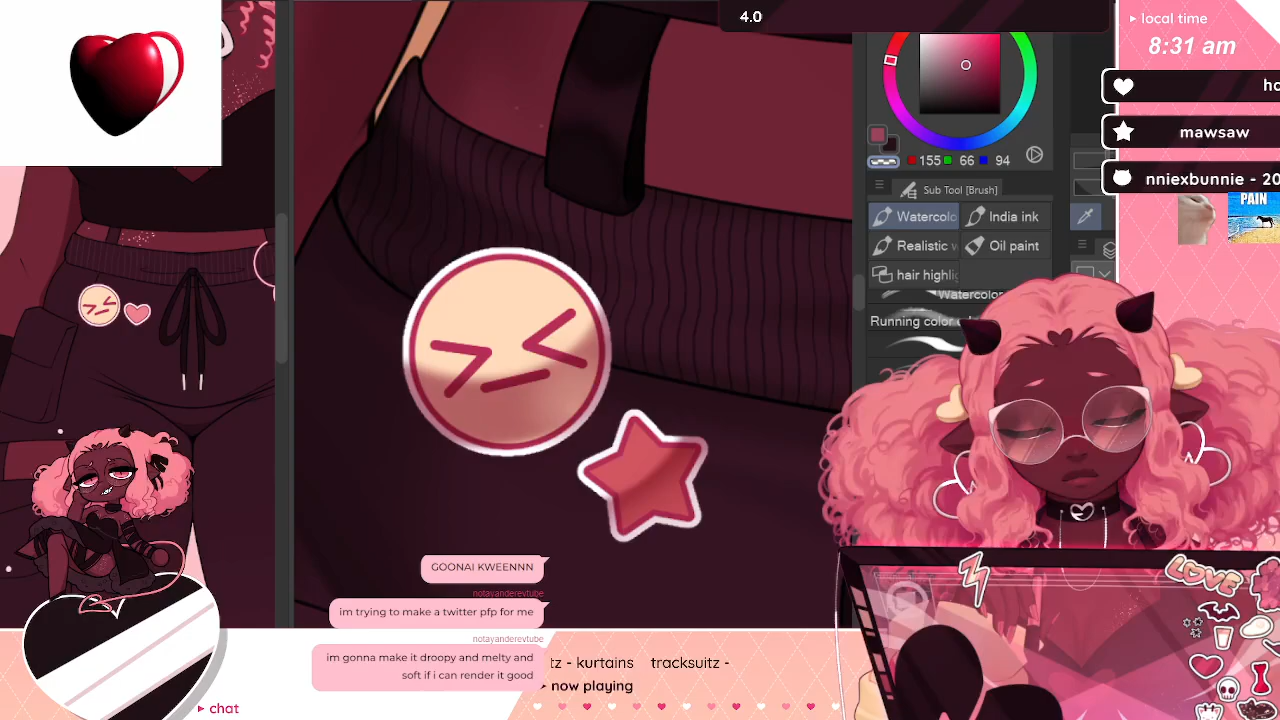 4.0
local time
8:31 am
mawsaw
nniexbunnie - 20
PAIN
155 66 94
Sub Tool [Brush]
India ink
Realistic
Oil paint
hair highli
Watercolor
Running color
GOONAI KWEENNN
notayanderevtube
im trying to make a twitter pfp for me
notayanderevtube
im gonna make it droopy and melty and
soft if i can render it good
tz - kurtains tracksuitz -
now playing
chat
LOVE